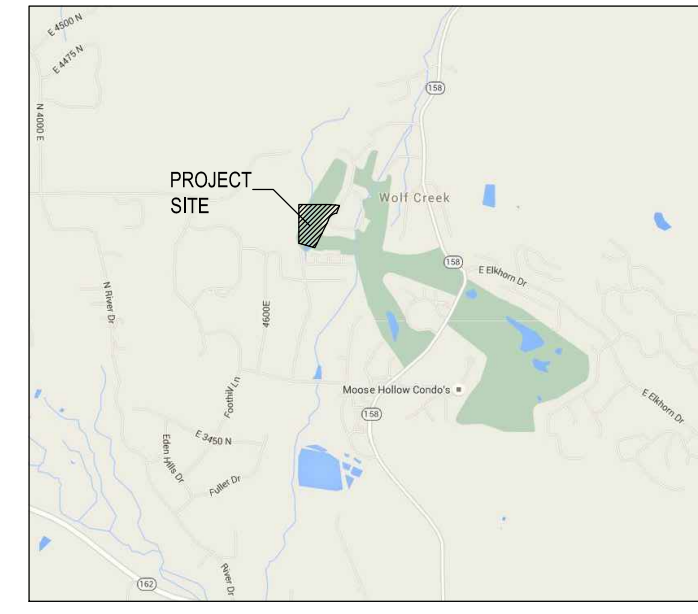 E 4500 N
E 4475 N
N 4000 E
158
PROJECT
SITE
Wolf Creek
158
E Elkhorn Dr
N River Dr
4600E
Moose Hollow Condo's
Foothill Ln
158
E Elkhorn Dr
E 3450 N
Eden Hills Dr
Fuller Dr
River Dr
162